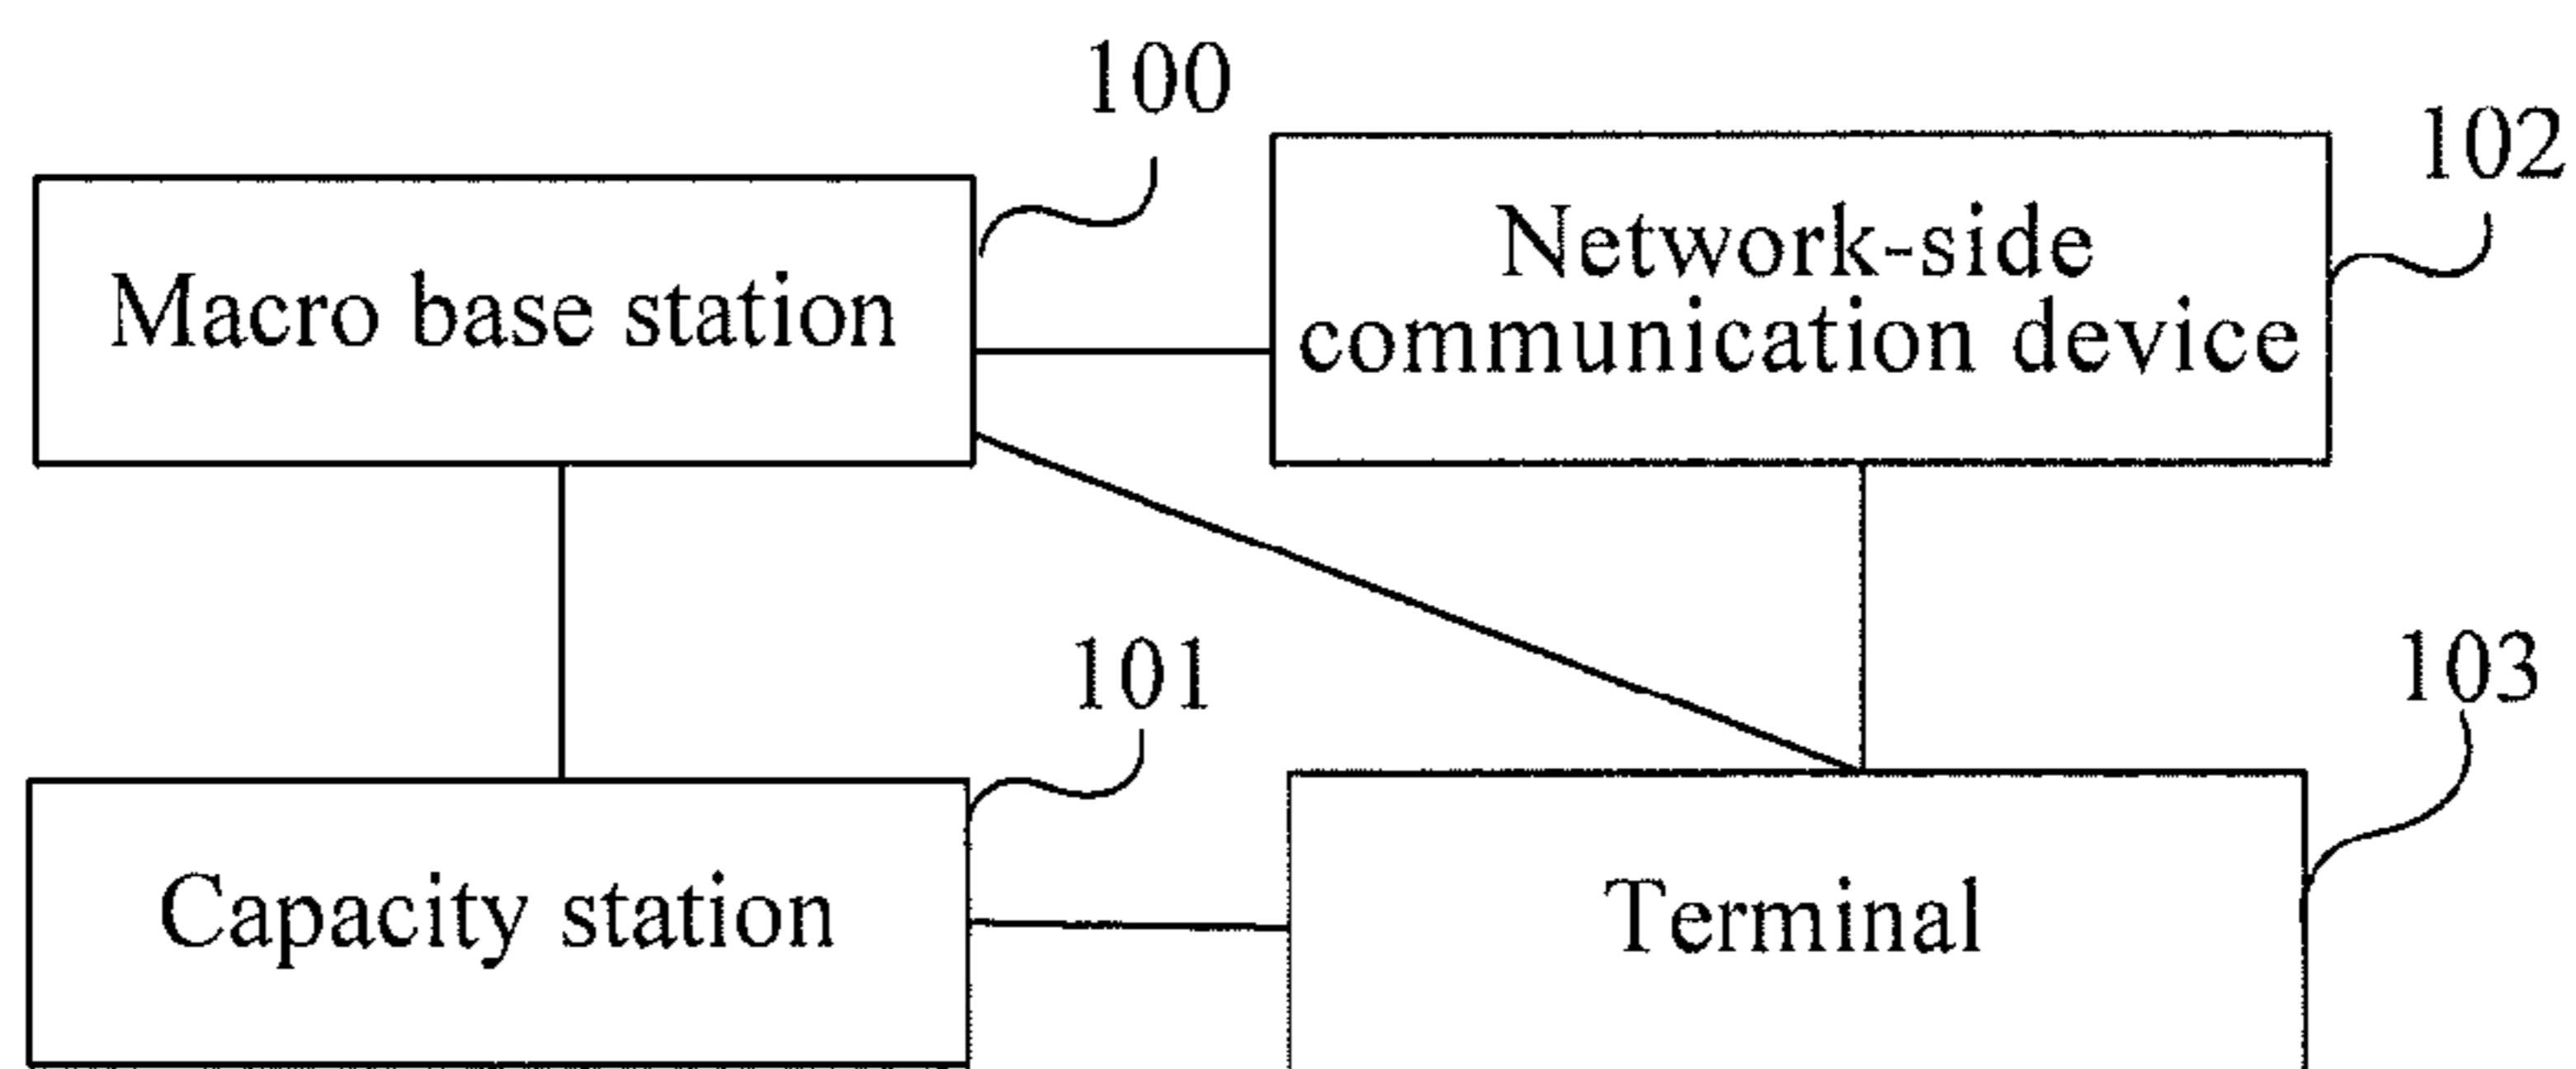 100
102
Macro base station
Network-side
communication device
101
103
Capacity station
Terminal